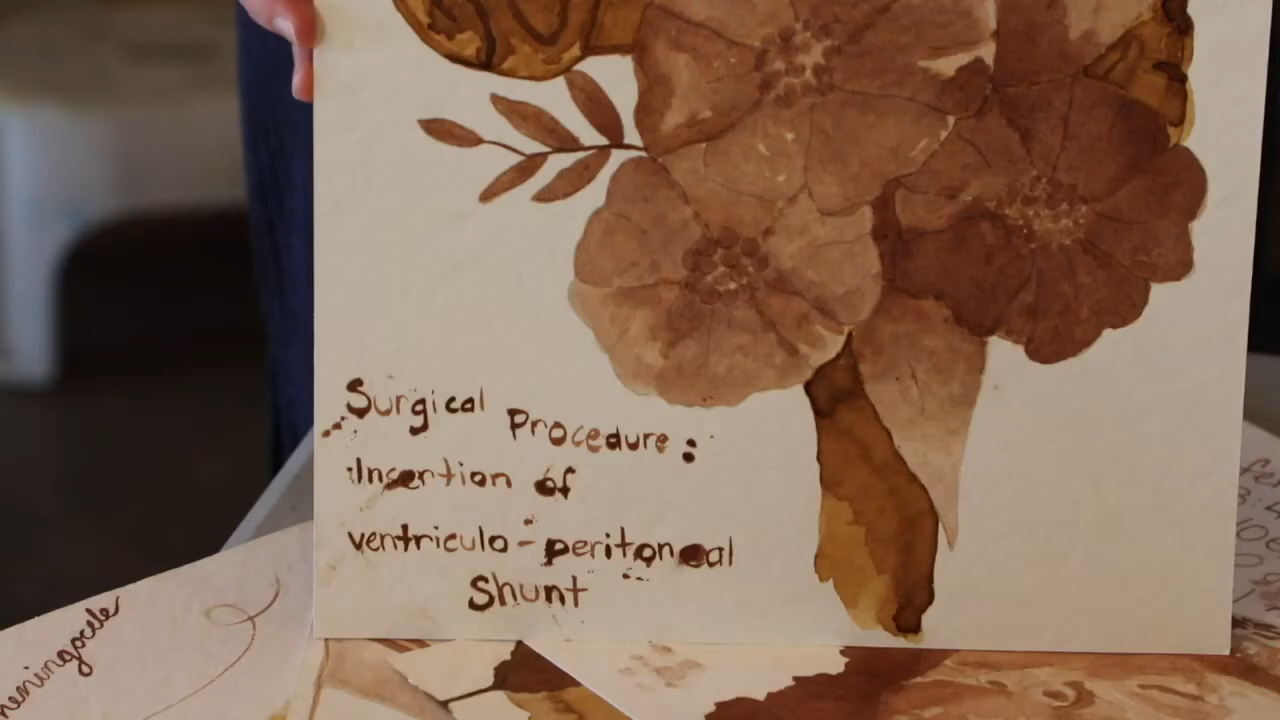 Surgical Procedure:
Insertion of
ventriculo-peritoneal
Shunt